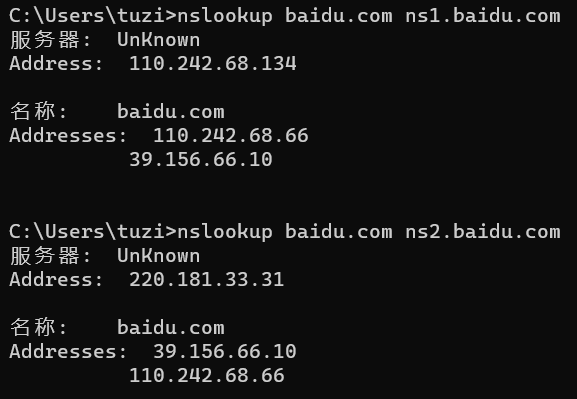 C:\Users\tuzi>nslookup baidu.com ns1.baidu.com
服务器:  UnKnown
Address:  110.242.68.134
名称:    baidu.com
Addresses:  110.242.68.66
          39.156.66.10
C:\Users\tuzi>nslookup baidu.com ns2.baidu.com
服务器:  UnKnown
Address:  220.181.33.31
名称:    baidu.com
Addresses:  39.156.66.10
          110.242.68.66